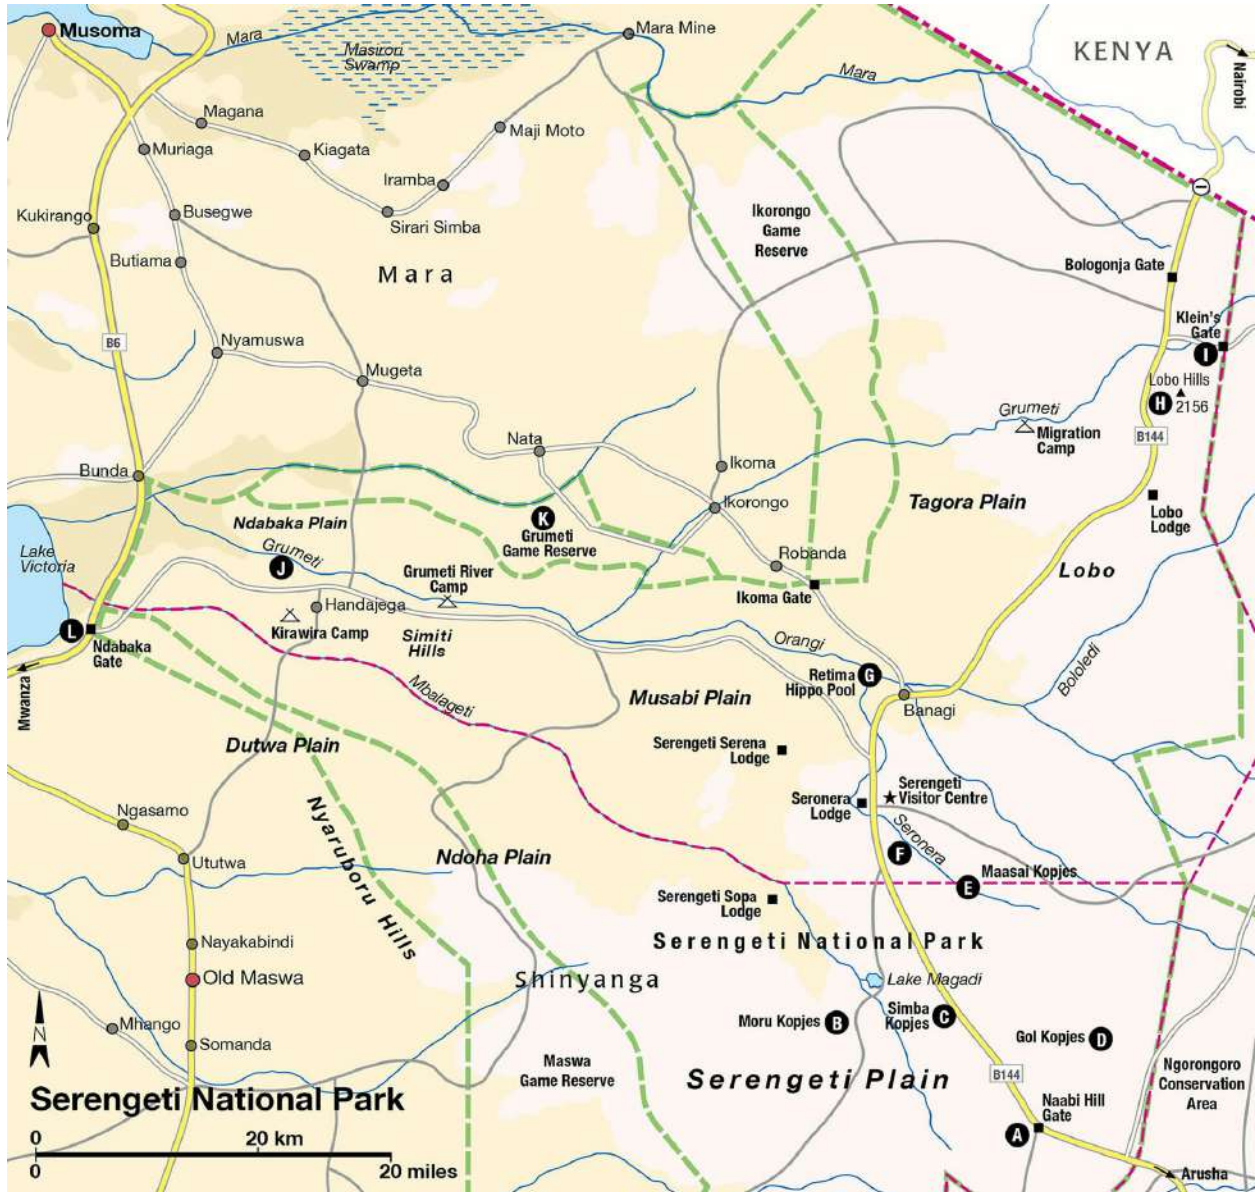 Musoma
Mara
Masirori
Swamp
Mara Mine
KENYA
Nairobi
Mara
Magana
Maji Moto
Muriaga
Kiagata
Iramba
Kukirango
Busegwe
Sirari Simba
Ikorongo
Game
Reserve
Butiama
Mara
Bologonja Gate
Klein's
Gate
I
B6
Nyamuswa
Mugeta
Lobo Hills
H
2156
Grumeti
Migration
Camp
B144
Nata
Bunda
Ikoma
Ikorongo
Tagora Plain
Lobo
Lodge
Ndabaka Plain
K
Grumeti
Game Reserve
Lake
Victoria
Grumeti
J
Robanda
Grumeti River
Camp
Ikoma Gate
Lobo
Handajega
Kirawira Camp
Simiti
Hills
L
Ndabaka
Gate
Orangi
Mwanza
Retima
Hippo Pool
G
Bololedi
Mbalageti
Musabi Plain
Banagi
Dutwa Plain
Serengeti Serena
Lodge
Serengeti
Visitor Centre
Seronera
Lodge
Ngasamo
Nyaruboru Hills
Seronera
Ututwa
Ndoha Plain
F
Maasai Kopjes
E
Serengeti Sopa
Lodge
Nayakabindi
Serengeti National Park
Old Maswa
Shinyanga
Lake Magadi
N
Mhango
Moru Kopjes
B
Simba
Kopjes
C
Gol Kopjes
D
Somanda
Maswa
Game Reserve
Serengeti Plain
B144
Ngorongoro
Conservation
Area
Serengeti National Park
Naabi Hill
Gate
A
0
20 km
0
20 miles
Arusha